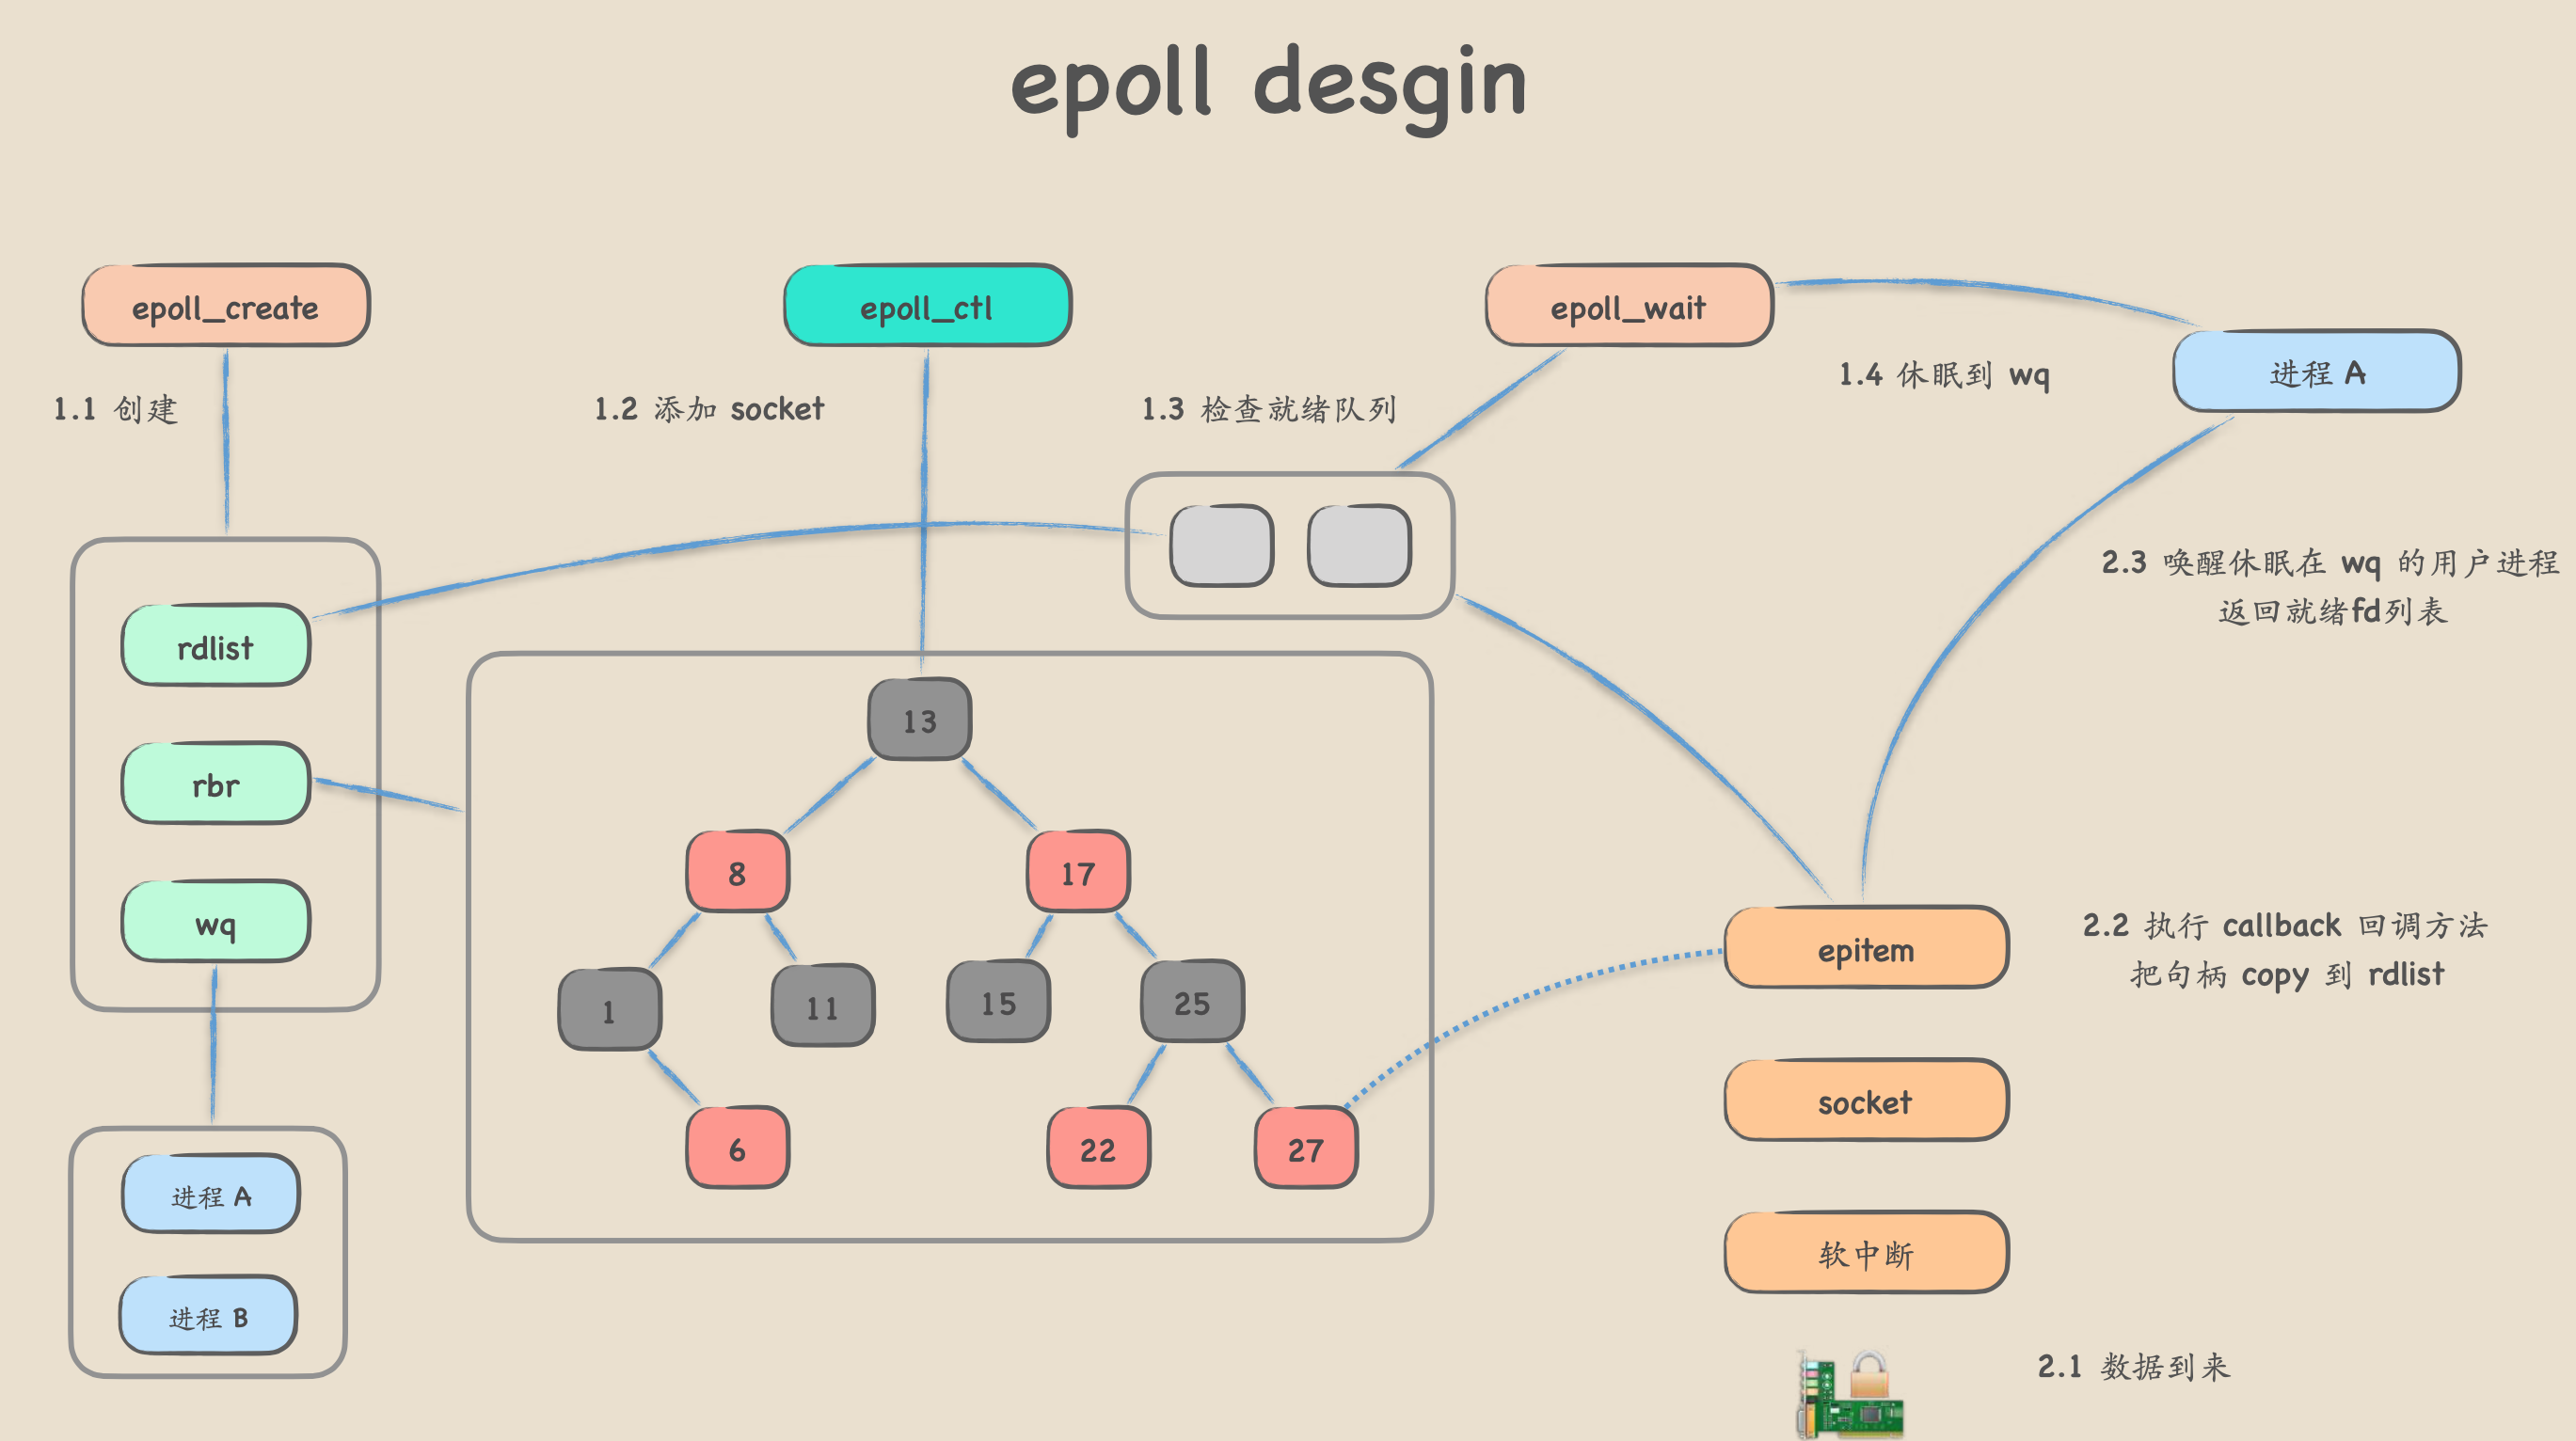 epoll desgin
epoll_create
epoll_ctl
epoll_wait
进程 A
1.1 创建
1.2 添加 socket
1.3 检查就绪队列
1.4 休眠到 wq
2.3 唤醒休眠在 wq 的用户进程
返回就绪fd列表
rdlist
rbr
wq
13
8
17
1
11
15
25
6
22
27
epitem
2.2 执行 callback 回调方法
把句柄 copy 到 rdlist
socket
软中断
进程 A
进程 B
2.1 数据到来